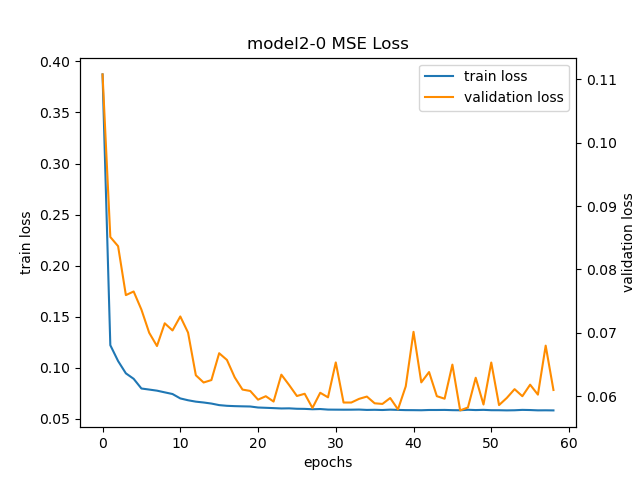 model2-0 MSE Loss
train loss
validation loss
0.40
0.35
0.30
0.25
0.20
0.15
0.10
0.05
train loss
0.11
0.10
0.09
0.08
0.07
0.06
validation loss
0 10 20 30 40 50 60
epochs